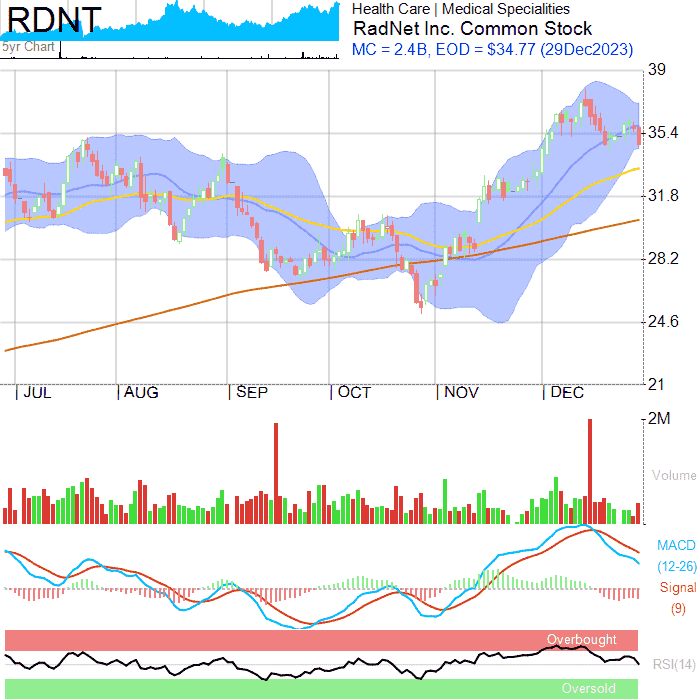 RDNT
5yr Chart
Health Care | Medical Specialities
RadNet Inc. Common Stock
MC = 2.4B, EOD = $34.77 (29Dec2023)
39
35.4
31.8
28.2
24.6
21
|JUL |AUG |SEP |OCT |NOV |DEC
2M
Volume
MACD
(12-26)
Signal
(9)
Overbought
RSI(14)
Oversold